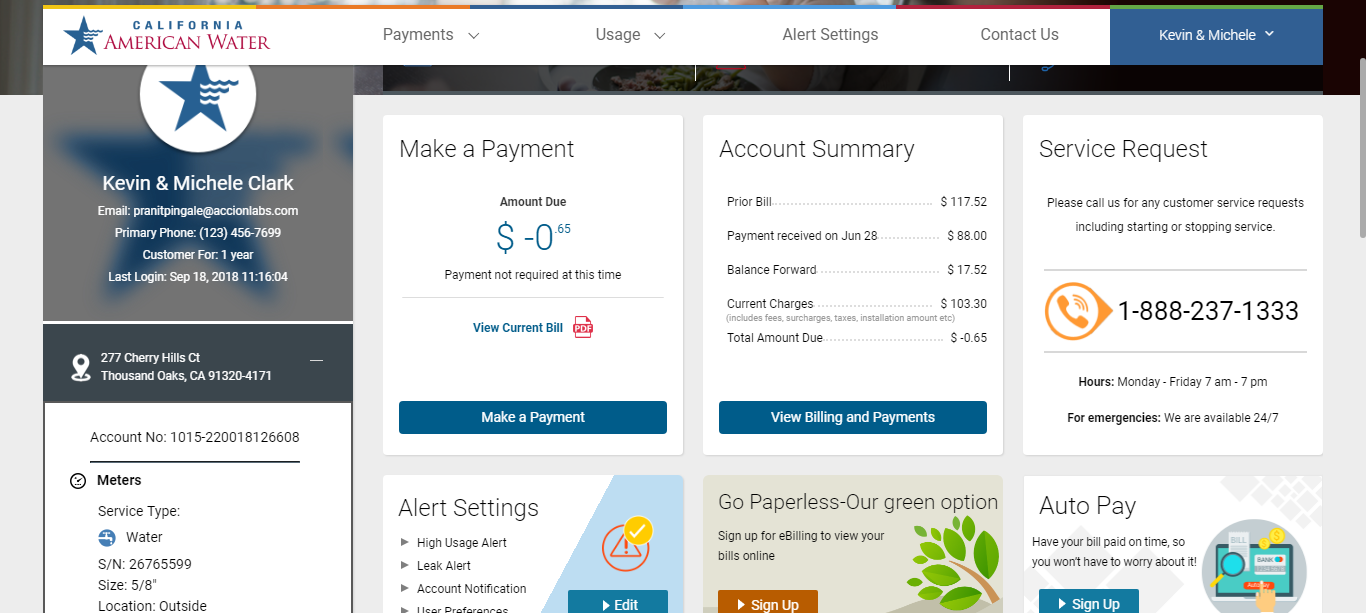 CALIFORNIA
AMERICAN WATER
Payments
Usage
Alert Settings
Contact Us
Kevin & Michele
Kevin & Michele Clark
Email: pranitpingale@accionlabs.com
Primary Phone: (123) 456-7699
Customer For: 1 year
Last Login: Sep 18, 2018 11:16:04
277 Cherry Hills Ct
Thousand Oaks, CA 91320-4171
Account No: 1015-220018126608
Meters
Service Type:
Water
S/N: 26765599
Size: 5/8"
Location: Outside
Make a Payment
Amount Due
$ -0.65
Payment not required at this time
View Current Bill PDF
Make a Payment
Account Summary
Prior Bill $ 117.52
Payment received on Jun 28 $ 88.00
Balance Forward $ 17.52
Current Charges $ 103.30
(includes fees, surcharges, taxes, installation amount etc)
Total Amount Due $ -0.65
View Billing and Payments
Service Request
Please call us for any customer service requests
including starting or stopping service.
1-888-237-1333
Hours: Monday - Friday 7 am - 7 pm
For emergencies: We are available 24/7
Alert Settings
High Usage Alert
Leak Alert
Account Notification
User Preferences
Edit
Go Paperless-Our green option
Sign up for eBilling to view your
bills online
Sign Up
Auto Pay
Have your bill paid on time, so
you won't have to worry about it!
BILL
BANK
Sign Up